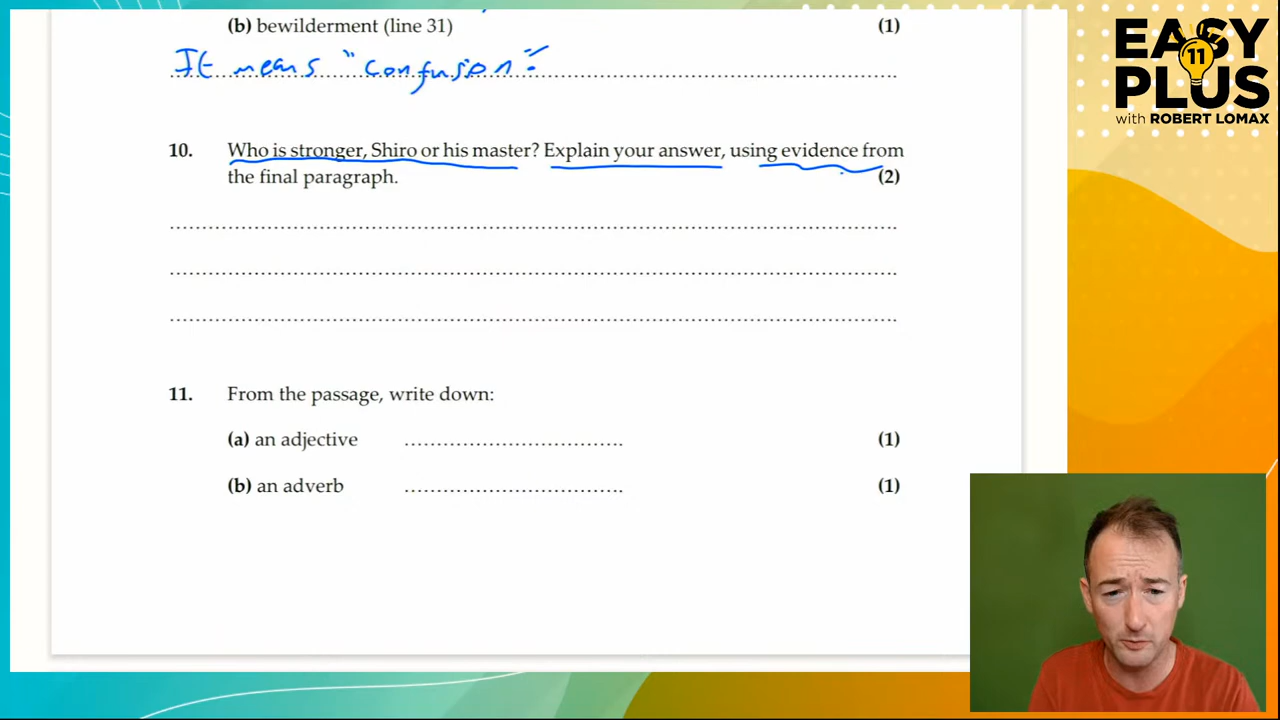 (b) bewilderment (line 31) (1)
It means "confusion".
10. Who is stronger, Shiro or his master? Explain your answer, using evidence from
the final paragraph. (2)
11. From the passage, write down:
(a) an adjective (1)
(b) an adverb (1)
EASY
11
PLUS
with ROBERT LOMAX